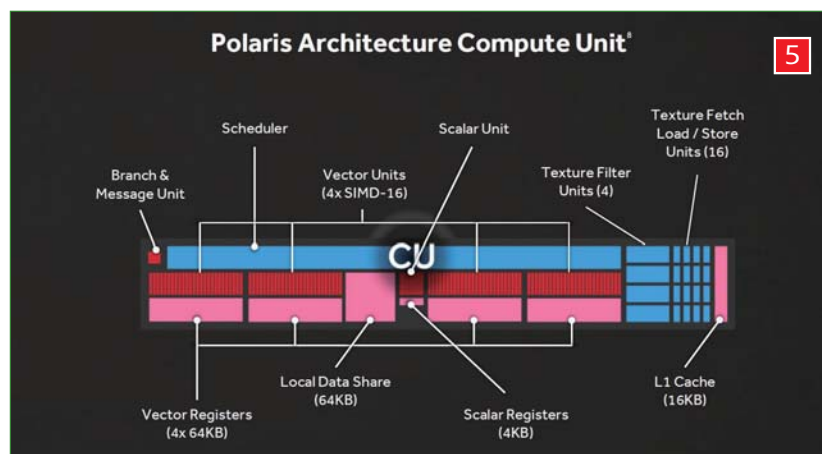 Polaris Architecture Compute Unit⁸
5
Scheduler
Scalar Unit
Texture Fetch
Load / Store
Units (16)
Branch &
Message Unit
Vector Units
(4x SIMD-16)
Texture Filter
Units (4)
CU
Local Data Share
(64KB)
L1 Cache
(16KB)
Vector Registers
(4x 64KB)
Scalar Registers
(4KB)